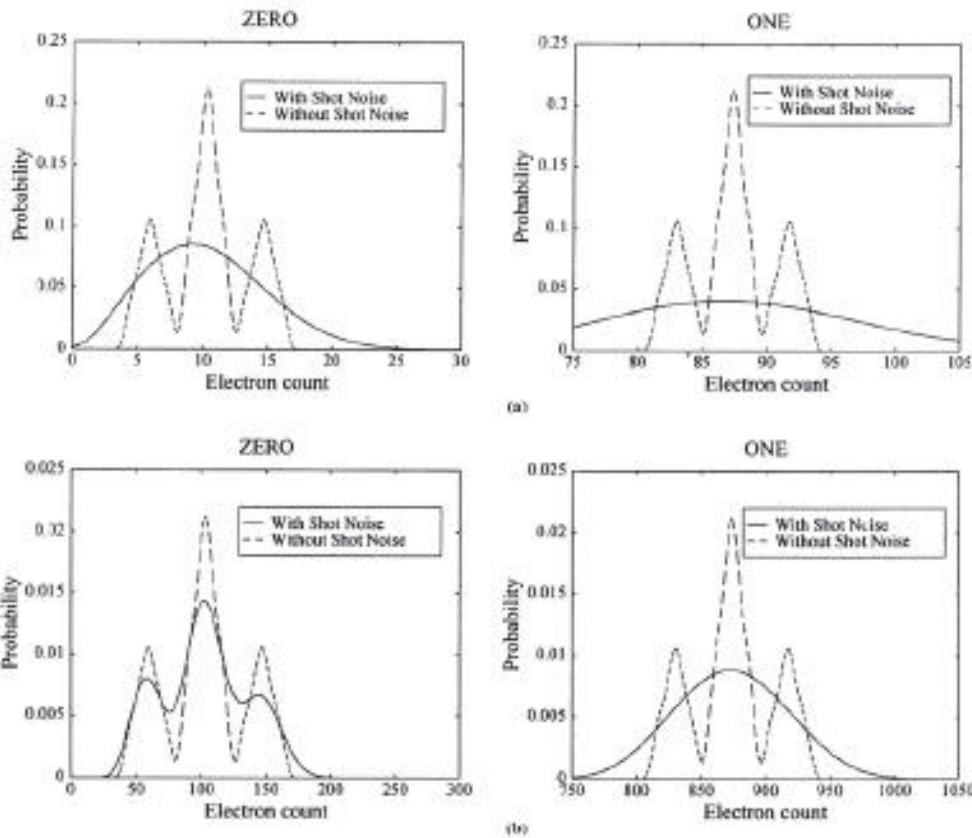 ZERO
0.25
0.2
0.15
0.1
0.05
0
Probability
With Shot Noise
Without Shot Noise
0 5 10 15 20 25 30
Electron count
ONE
0.25
0.2
0.15
0.1
0.05
0
Probability
With Shot Noise
Without Shot Noise
75 80 85 90 95 100 105
Electron count
(a)
ZERO
0.025
0.015
0.01
0.005
0
Probability
With Shot Noise
Without Shot Noise
0 50 100 150 200 250 300
Electron count
ONE
0.025
0.02
0.015
0.01
0.005
0
Probability
With Shot Noise
Without Shot Noise
800 850 900 950 1000 1050
Electron count
(b)